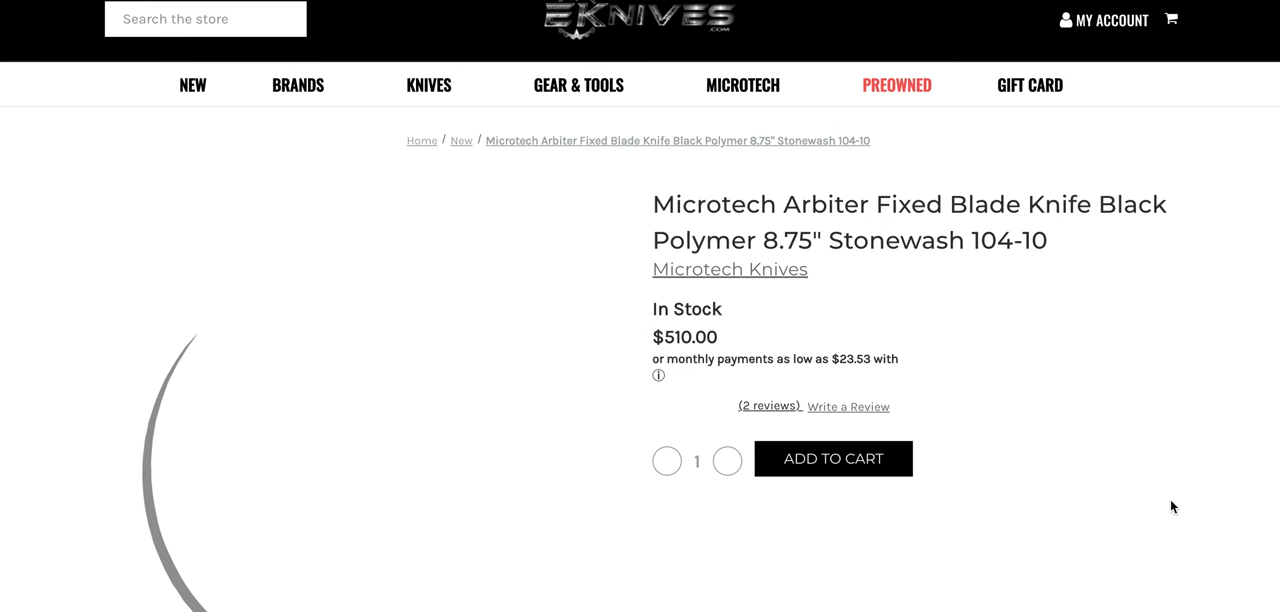 Search the store
EKNIVES
.COM
MY ACCOUNT
NEW
BRANDS
KNIVES
GEAR & TOOLS
MICROTECH
PREOWNED
GIFT CARD
Home / New / Microtech Arbiter Fixed Blade Knife Black Polymer 8.75" Stonewash 104-10
Microtech Arbiter Fixed Blade Knife Black
Polymer 8.75" Stonewash 104-10
Microtech Knives
In Stock
$510.00
or monthly payments as low as $23.53 with
(2 reviews) Write a Review
1
ADD TO CART